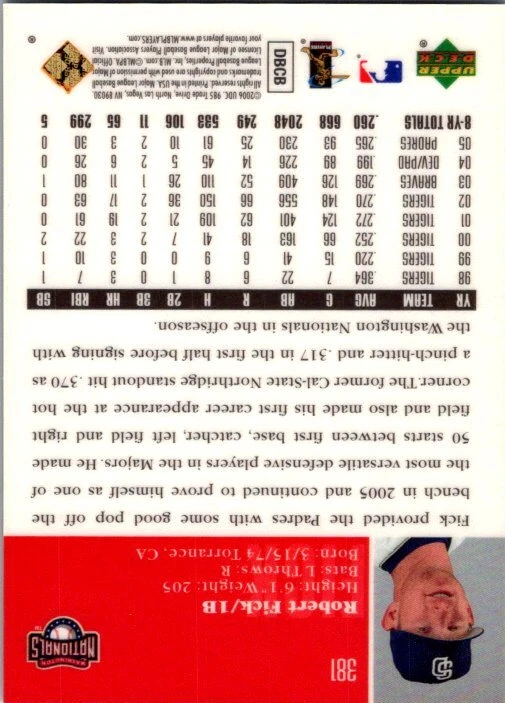 381
Robert Fick/1B
Height: 6'1" Weight: 205
Bats: L Throws: R
Born: 3/15/74 Torrance, CA
WASHINGTON
NATIONALS
Fick provided the Padres with some good pop off the
bench in 2005 and continued to prove himself as one of
the most versatile defensive players in the Majors. He made
50 starts between first base, catcher, left field and right
field and also made his first career appearance at the hot
corner. The former Cal-State Northridge standout hit .370 as
a pinch-hitter and .317 in the first half before signing with
the Washington Nationals in the offseason.
YR TEAM AVG G AB R H 2B 3B HR RBI SB
98 TIGERS .364 7 22 6 8 1 0 3 7 1
99 TIGERS .220 15 41 6 9 0 0 3 10 1
00 TIGERS .252 66 163 18 41 7 2 3 22 2
01 TIGERS .272 124 401 62 109 21 2 19 61 0
02 TIGERS .270 148 556 66 150 36 2 17 63 0
03 BRAVES .269 126 409 52 110 26 1 11 80 1
04 DEV/PAD .199 89 226 14 45 5 2 6 26 0
05 PADRES .265 93 230 25 61 10 2 3 30 0
8-YR TOTALS .260 668 2048 249 533 106 11 65 299 5
UPPER
DECK
PLAYERS
DBCB
©2006 UDC, 985 Trade Drive, North Las Vegas, NV 89030.
All rights reserved. Printed in the USA. Major League Baseball
trademarks and copyrights are used with permission of Major
League Baseball Properties, Inc. MLB.com ©MLBPA. Official
Licensee of Major League Baseball Players Association. Visit
your favorite players at www.MLBPLAYERS.com